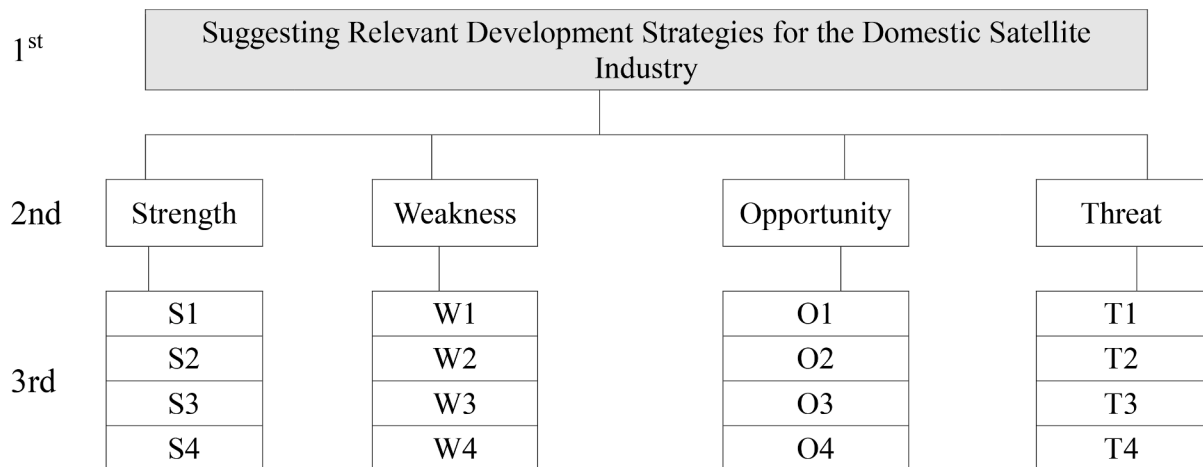 1st
Suggesting Relevant Development Strategies for the Domestic Satellite
Industry
2nd
Strength
Weakness
Opportunity
Threat
3rd
S1
W1
O1
T1
S2
W2
O2
T2
S3
W3
O3
T3
S4
W4
O4
T4